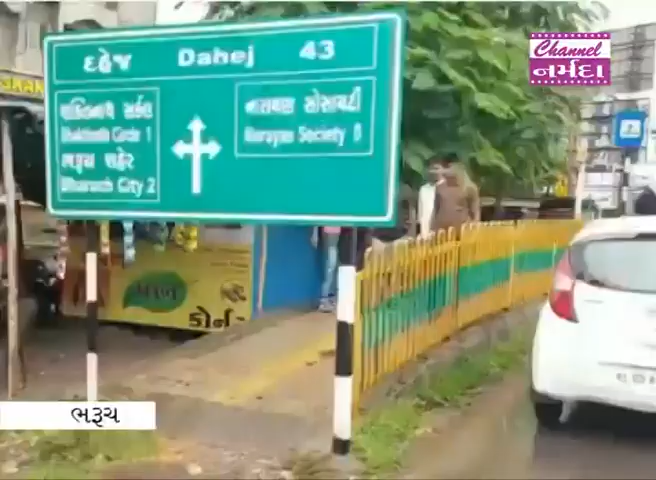 Channel
નર્મદા
દહેજ Dahej 43
શક્તિનાથ સર્કલ
Shaktinath Circle 1
ભરૂચ શહેર
Bharuch City 2
નારાયણ સોસાયટી
Narayan Society 0
કોર્નર
ભરૂચ